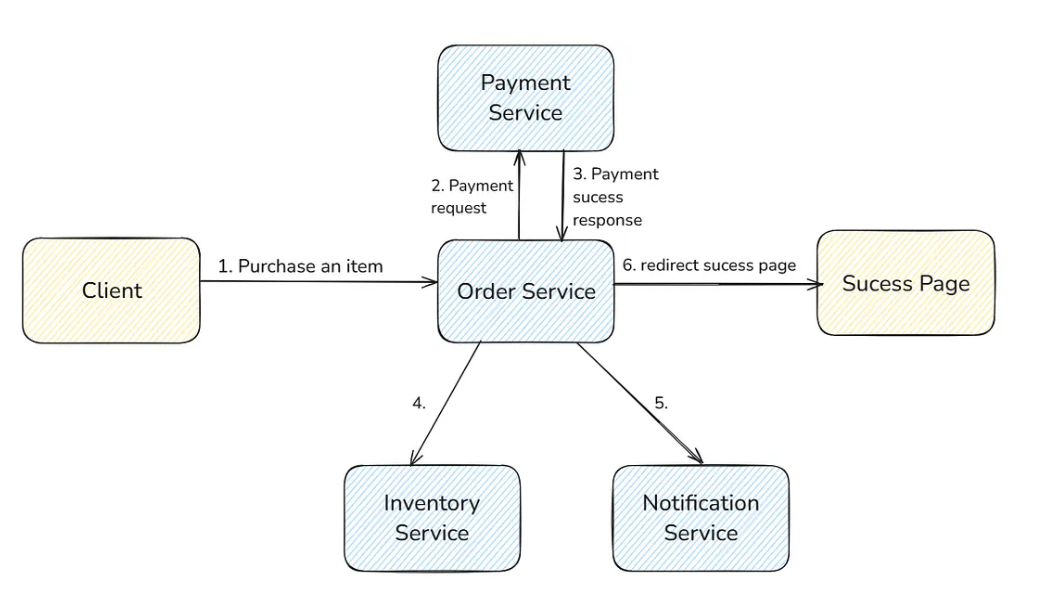 Payment
Service
2. Payment
request
3. Payment
sucess
response
Client
1. Purchase an item
Order Service
6. redirect sucess page
Sucess Page
4.
5.
Inventory
Service
Notification
Service